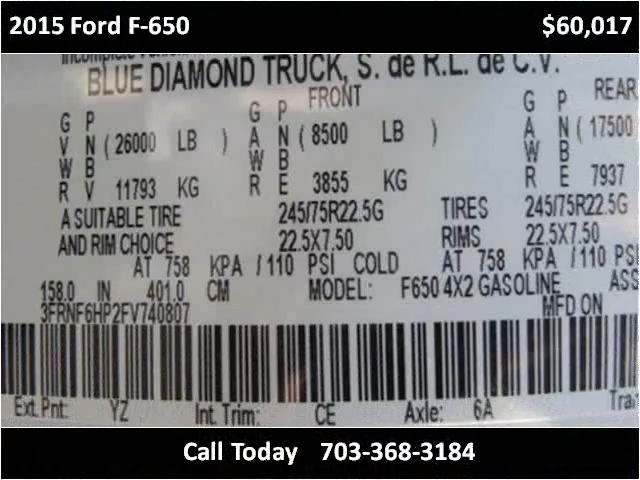 2015 Ford F-650 $60,017
BLUE DIAMOND TRUCK, S. de R.L. de C.V.
FRONT REAR
G P G P G P
V N (26000 LB ) A N (8500 LB ) A N (17500
W B W B W B
R V 11793 KG R E 3855 KG R E 7937
A SUITABLE TIRE 245/75R22.5G TIRES 245/75R22.5G
AND RIM CHOICE 22.5X7.50 RIMS 22.5X7.50
AT 758 KPA /110 PSI COLD AT 758 KPA /110 PSI
158.0 IN 401.0 CM MODEL: F650 4X2 GASOLINE ASS
3FRNF6HP2FV740807 MFD ON
Ext. Pnt: YZ Int. Trim: CE Axle: 6A Tra
Call Today 703-368-3184